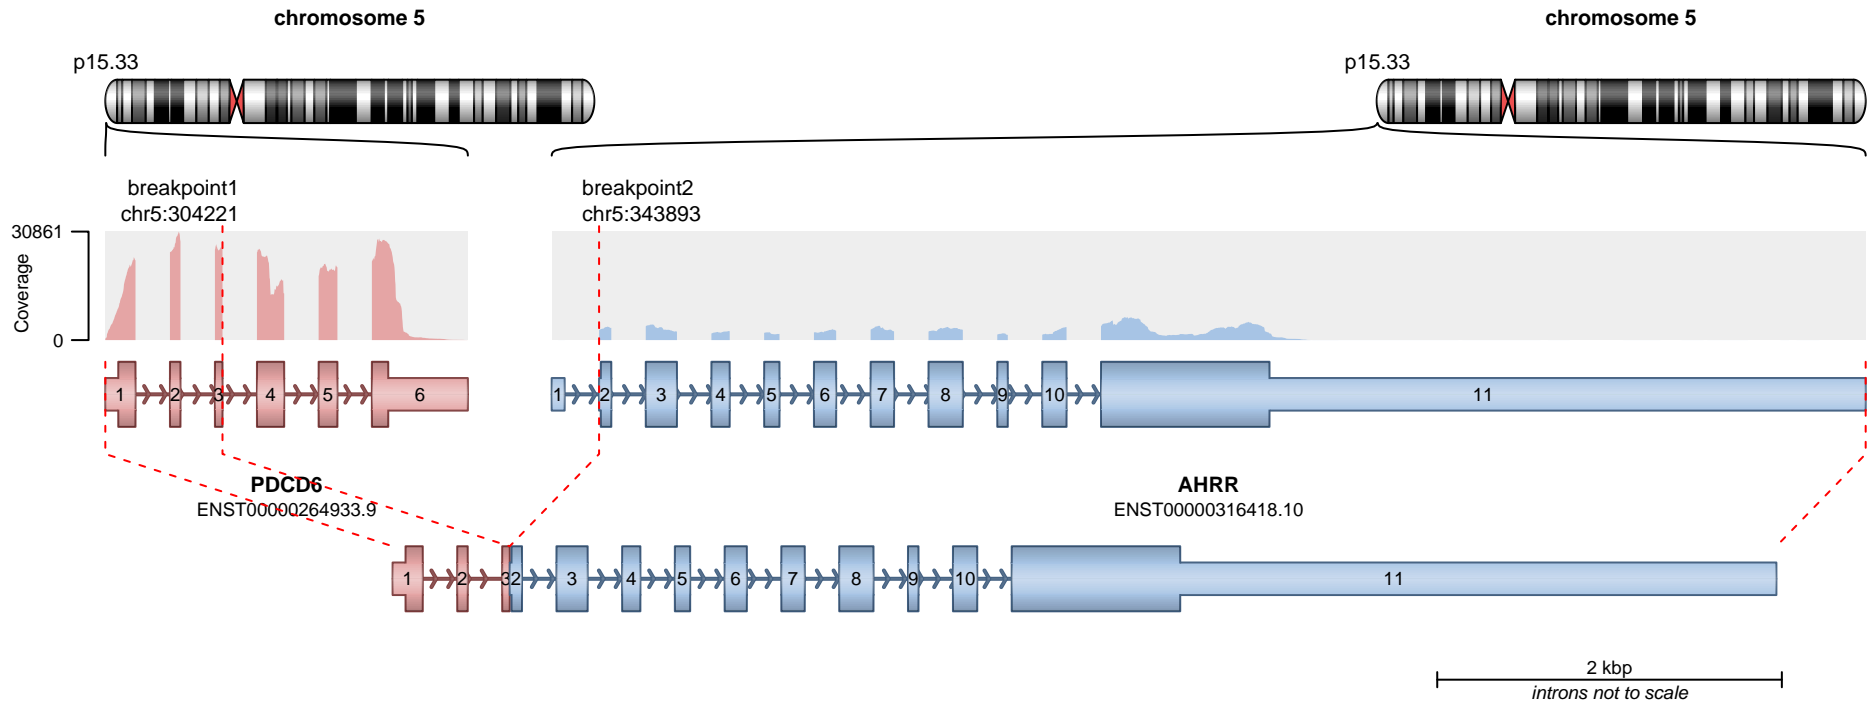 chromosome 5
chromosome 5
p15.33
p15.33
breakpoint1
chr5:304221
breakpoint2
chr5:343893
30861
Coverage
0
1 2 3 4 5 6
1 2 3 4 5 6 7 8 9 10 11
PDCD6
ENST00000264933.9
AHRR
ENST00000316418.10
1 2 3 2 3 4 5 6 7 8 9 10 11
2 kbp
introns not to scale